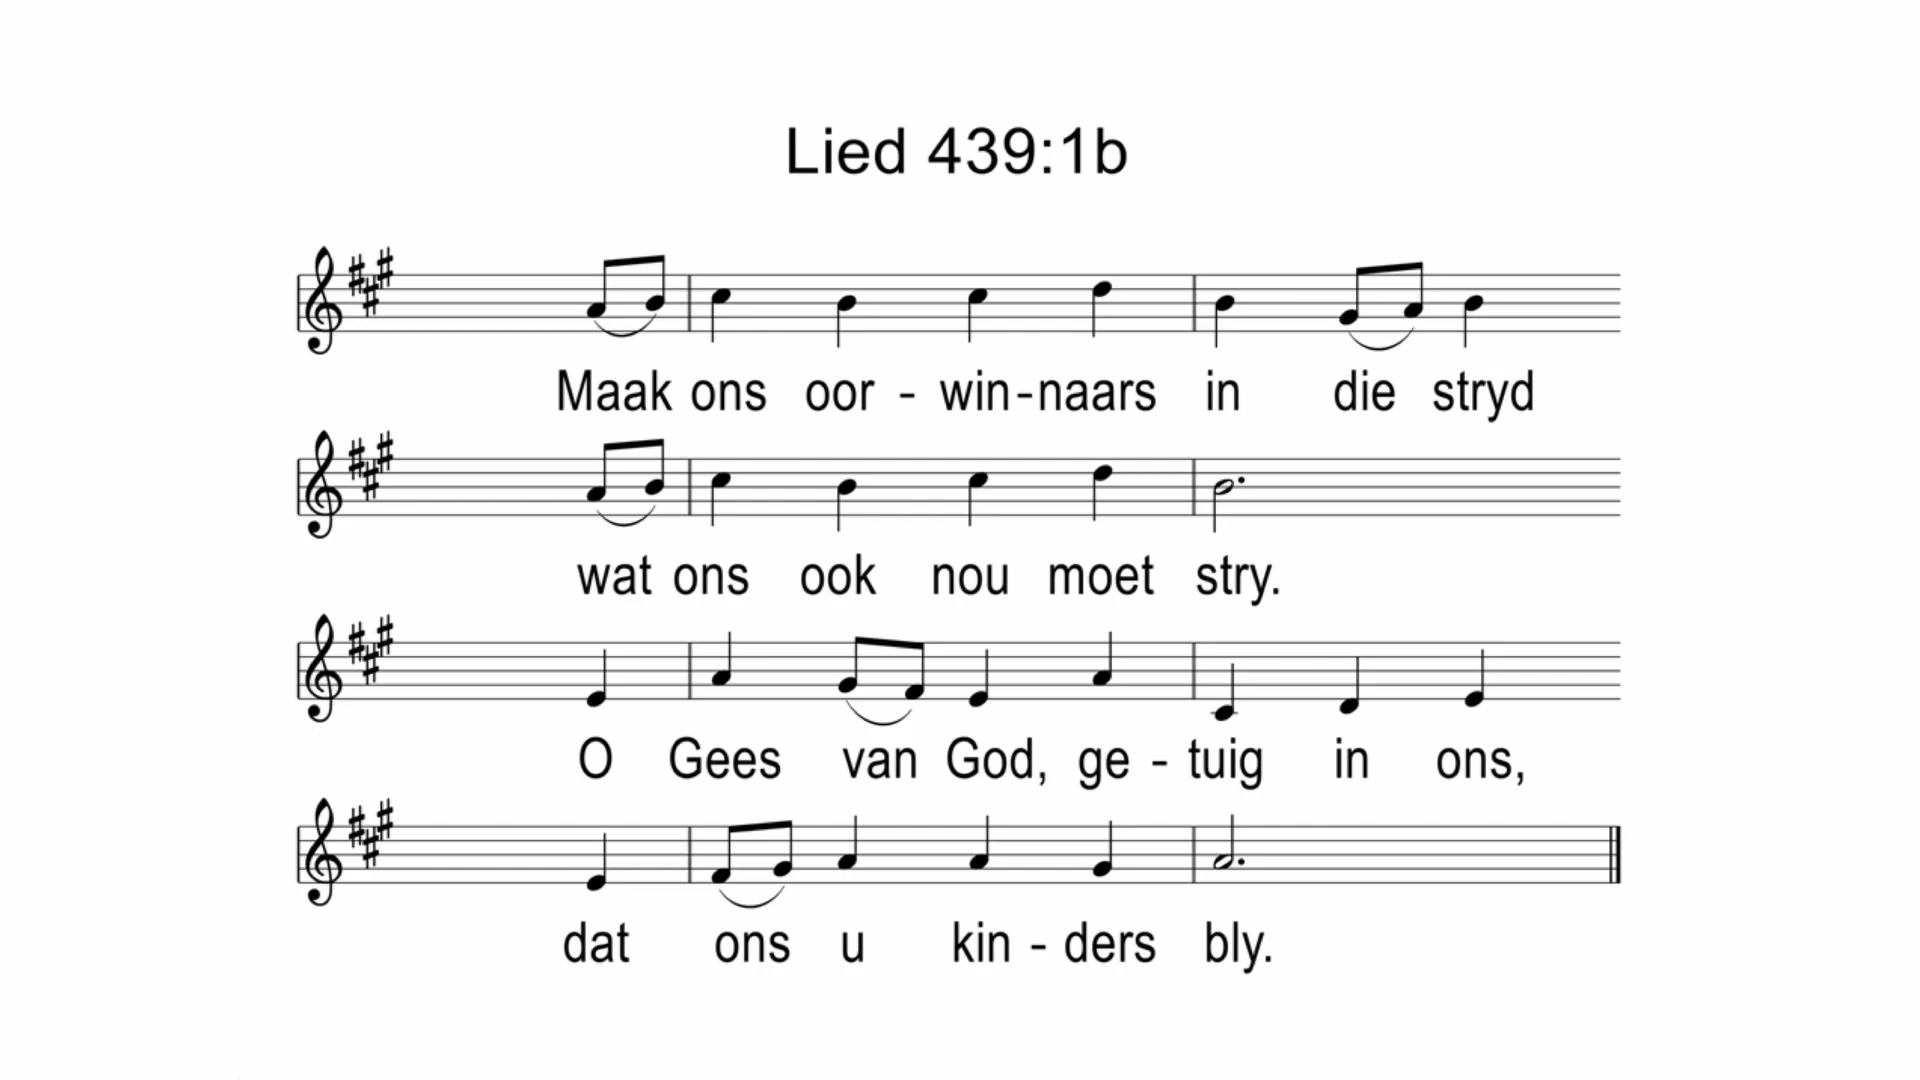 Lied 439:1b
Maak ons oor - win - naars in die stryd
wat ons ook nou moet stry.
O Gees van God, ge - tuig in ons,
dat ons u kin - ders bly.